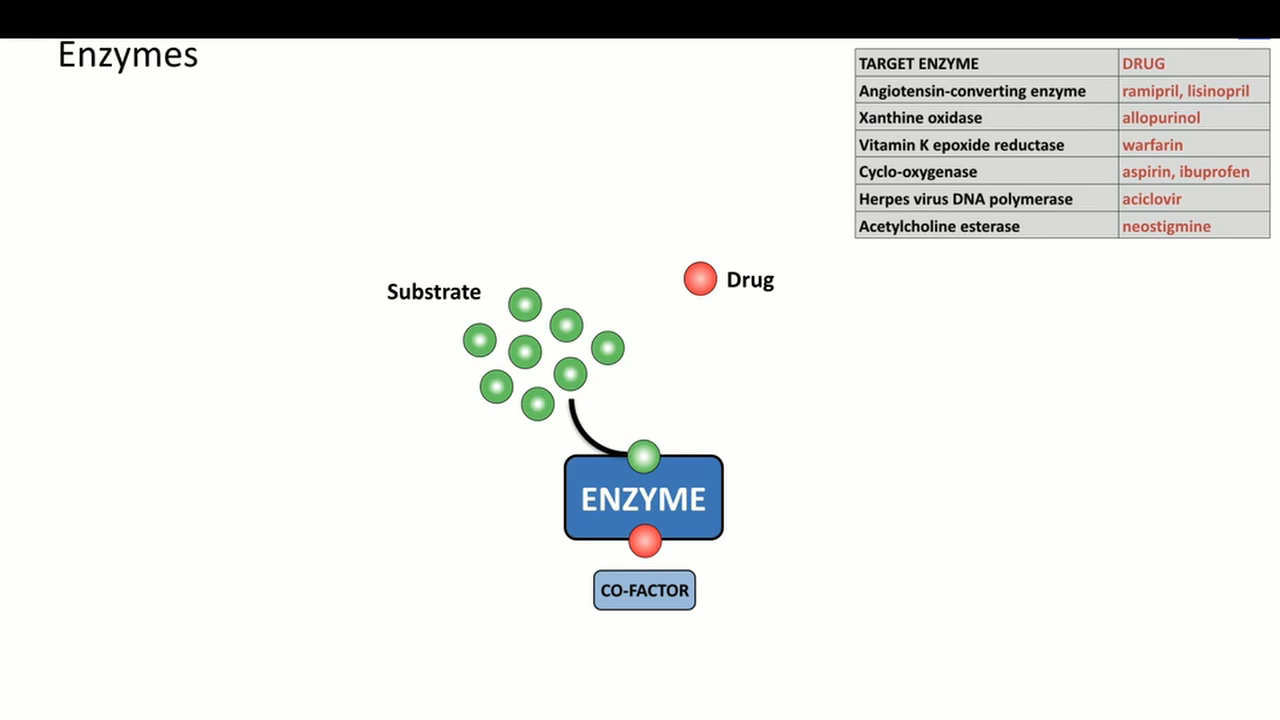 Enzymes
TARGET ENZYME DRUG
Angiotensin-converting enzyme ramipril, lisinopril
Xanthine oxidase allopurinol
Vitamin K epoxide reductase warfarin
Cyclo-oxygenase aspirin, ibuprofen
Herpes virus DNA polymerase aciclovir
Acetylcholine esterase neostigmine
Substrate
Drug
ENZYME
CO-FACTOR